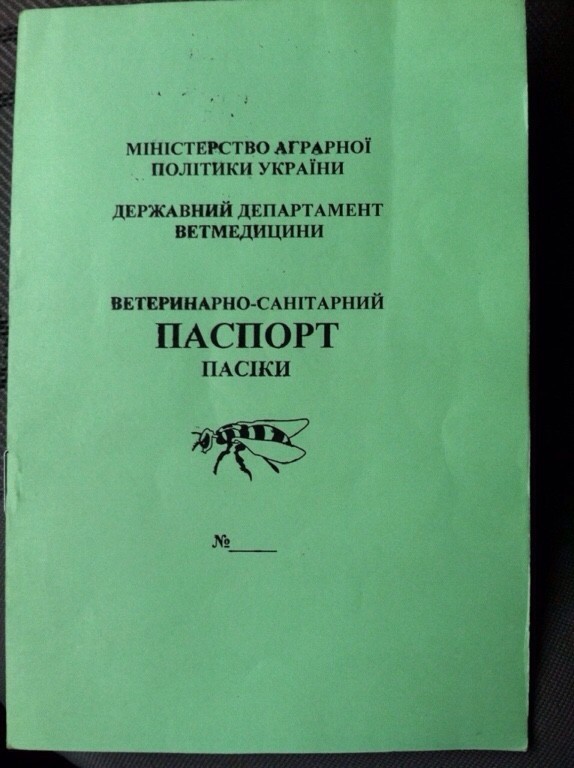 МІНІСТЕРСТВО АГРАРНОЇ
ПОЛІТИКИ УКРАЇНИ
ДЕРЖАВНИЙ ДЕПАРТАМЕНТ
ВЕТМЕДИЦИНИ
ВЕТЕРИНАРНО-САНІТАРНИЙ
ПАСПОРТ
ПАСІКИ
№_____